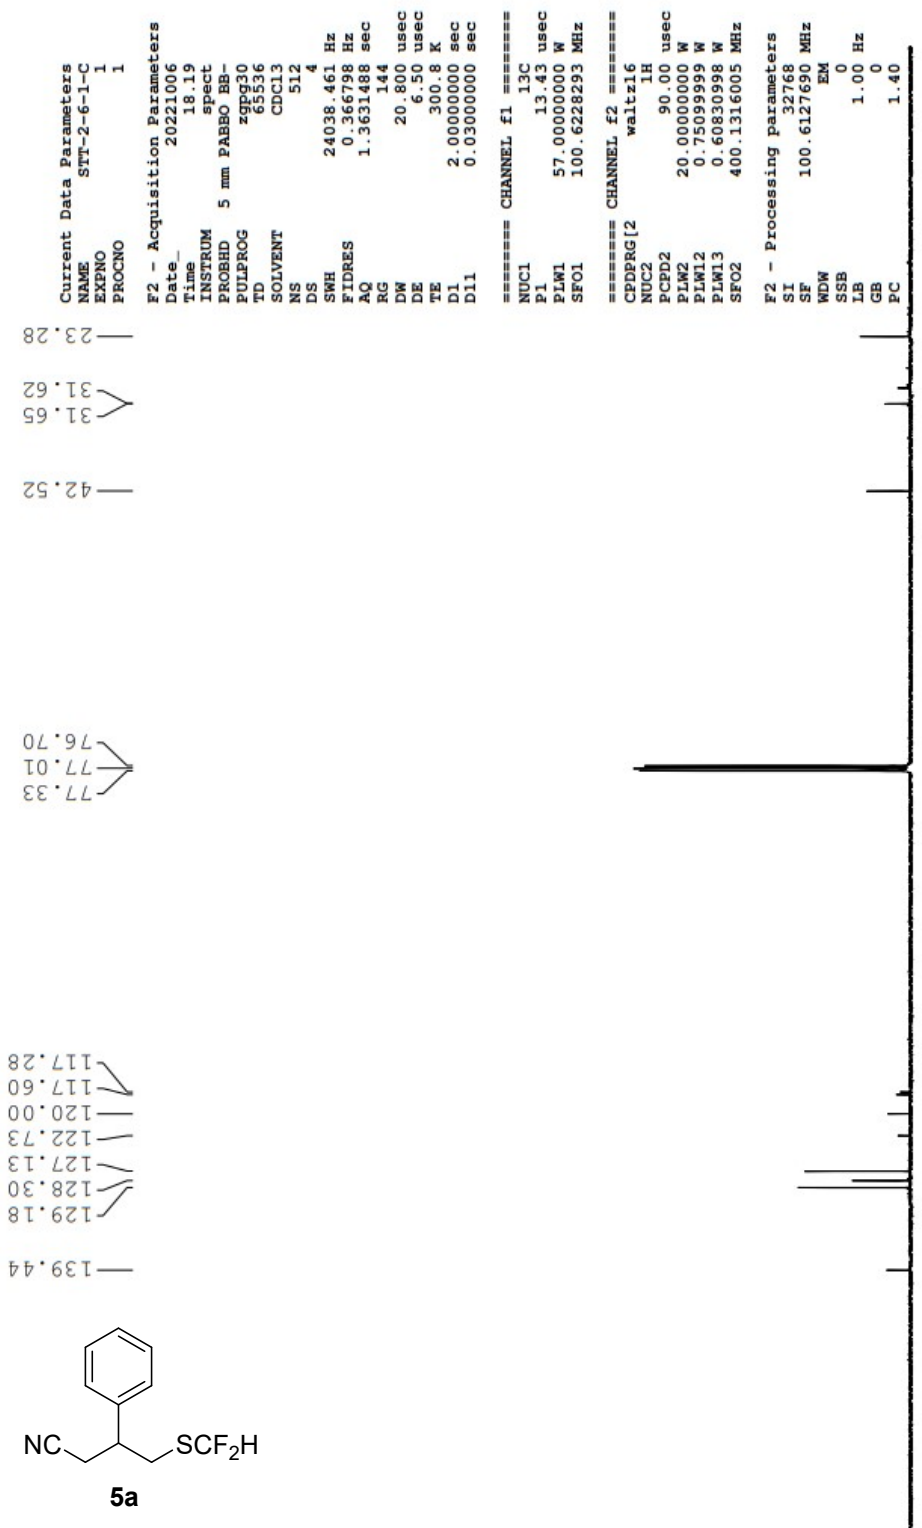 Current Data Parameters
NAME STT-2-6-1-C
EXPNO 1
PROCNO 1
F2 - Acquisition Parameters
Date_ 20221006
Time 18.19
INSTRUM spect
PROBHD 5 mm PABBO BB-
PULPROG zgpg30
TD 65536
SOLVENT CDCl3
NS 512
DS 4
SWH 24038.461 Hz
FIDRES 0.366798 Hz
AQ 1.3631488 sec
RG 144
DW 20.800 usec
DE 6.50 usec
TE 300.8 K
D1 2.00000000 sec
D11 0.03000000 sec
======== CHANNEL f1 ========
NUC1 13C
P1 13.43 usec
PLW1 57.00000000 W
SFO1 100.6228293 MHz
======== CHANNEL f2 ========
CPDPRG[2 waltz16
NUC2 1H
PCPD2 90.00 usec
PLW2 20.00000000 W
PLW12 0.75099999 W
PLW13 0.60830998 W
SFO2 400.1316005 MHz
F2 - Processing parameters
SI 32768
SF 100.6127690 MHz
WDW EM
SSB 0
LB 1.00 Hz
GB 0
PC 1.40
23.28
31.62
31.65
42.52
76.70
77.01
77.33
117.28
117.60
120.00
122.73
127.13
128.30
129.18
139.44
NC
SCF2H
5a